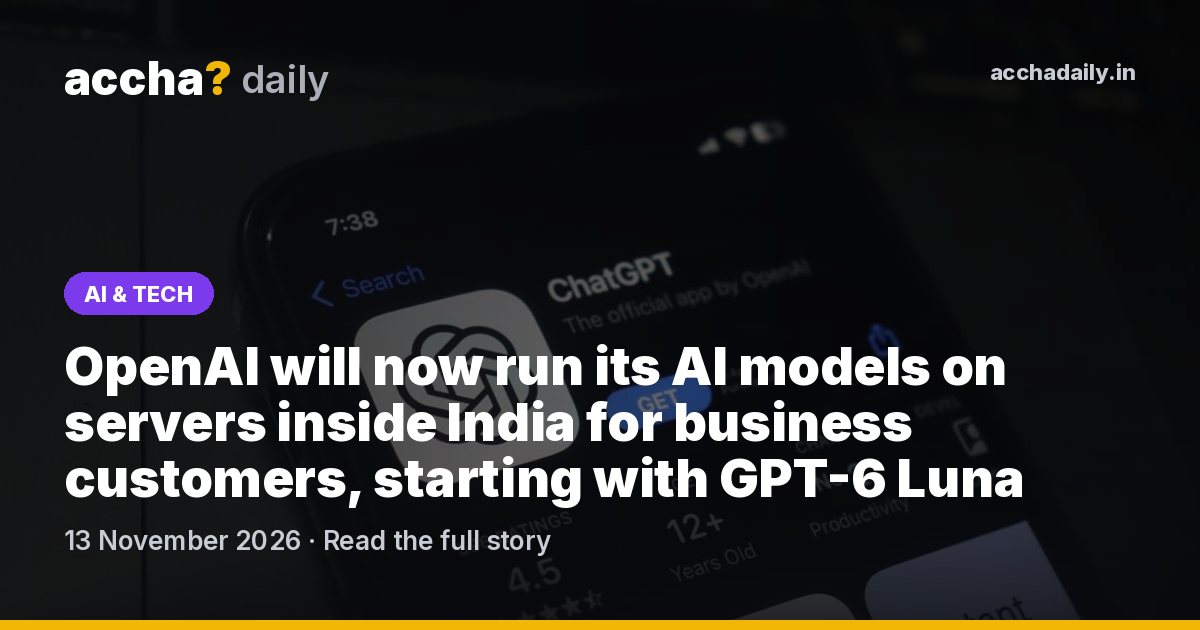 accha? daily
acchadaily.in
7:38
Search
ChatGPT
The official app by OpenAI
AI & TECH
GET
OpenAI will now run its AI models on
servers inside India for business
customers, starting with GPT-6 Luna
13 November 2026 · Read the full story
12+
Years Old
Productivity
4.5